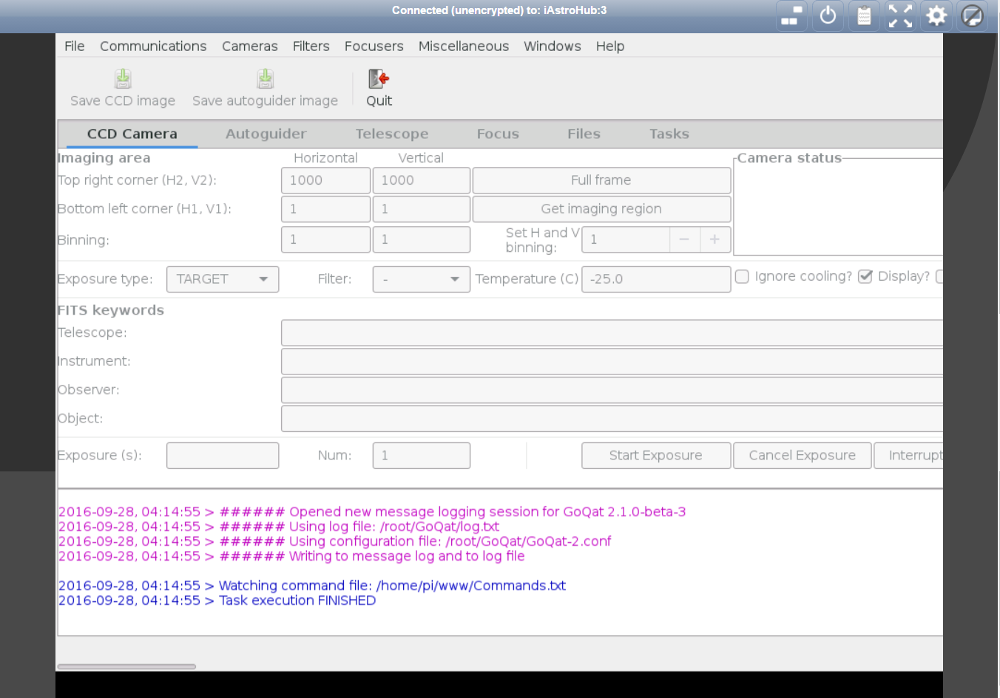 Connected (unencrypted) to: iAstroHub:3
File Communications Cameras Filters Focusers Miscellaneous Windows Help
Save CCD image Save autoguider image Quit
CCD Camera Autoguider Telescope Focus Files Tasks
Imaging area Horizontal Vertical Camera status
Top right corner (H2, V2): 1000 1000 Full frame
Bottom left corner (H1, V1): 1 1 Get imaging region
Binning: 1 1 Set H and V binning: 1 − +
Exposure type: TARGET Filter: - Temperature (C) -25.0 Ignore cooling? Display?
FITS keywords
Telescope:
Instrument:
Observer:
Object:
Exposure (s): Num: 1 Start Exposure Cancel Exposure Interrupt
2016-09-28, 04:14:55 > ###### Opened new message logging session for GoQat 2.1.0-beta-3
2016-09-28, 04:14:55 > ###### Using log file: /root/GoQat/log.txt
2016-09-28, 04:14:55 > ###### Using configuration file: /root/GoQat/GoQat-2.conf
2016-09-28, 04:14:55 > ###### Writing to message log and to log file
2016-09-28, 04:14:55 > Watching command file: /home/pi/www/Commands.txt
2016-09-28, 04:14:55 > Task execution FINISHED